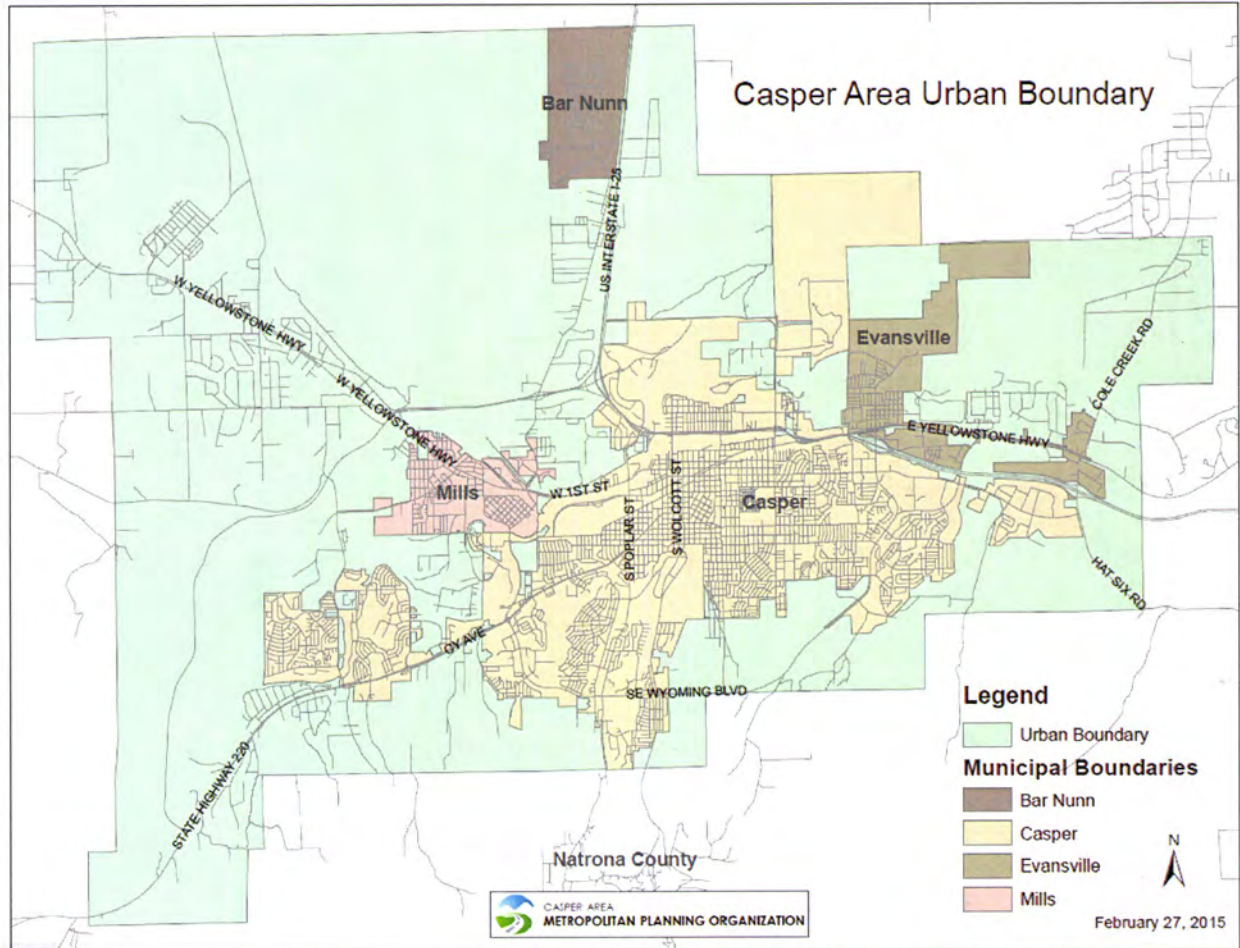 Casper Area Urban Boundary
Bar Nunn
US INTERSTATE I-25
W YELLOWSTONE HWY
W YELLOWSTONE HWY
Evansville
COLE CREEK RD
E YELLOWSTONE HWY
Mills
W 1ST ST
S POPLAR ST
S WOLCOTT ST
Casper
HAT SIX RD
CY AVE
SE WYOMING BLVD
STATE HIGHWAY 220
Natrona County
Legend
Urban Boundary
Municipal Boundaries
Bar Nunn
Casper
Evansville
Mills
N
CASPER AREA
METROPOLITAN PLANNING ORGANIZATION
February 27, 2015